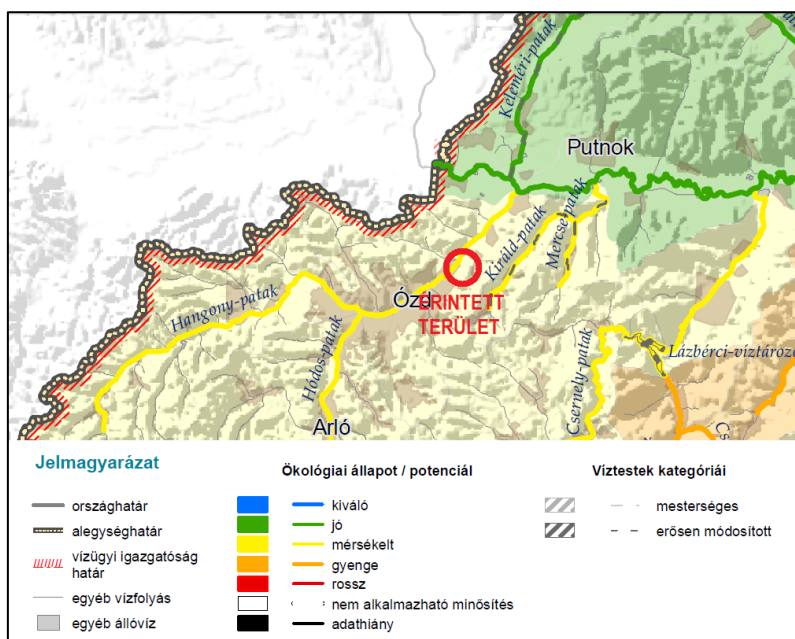 Keleméri-patak
Putnok
Királd-patak
Mercse-patak
Hangony-patak
Ózd
ÉRINTETT
TERÜLET
Hódos-patak
Csernely-patak
Lázbérci-víztározó
Arló
Jelmagyarázat
Ökológiai állapot / potenciál
Víztestek kategóriái
országhatár
kiváló
mesterséges
alegységhatár
jó
erősen módosított
vízügyi igazgatóság
határ
mérsékelt
gyenge
egyéb vízfolyás
rossz
nem alkalmazható minősítés
egyéb állóvíz
adathiány